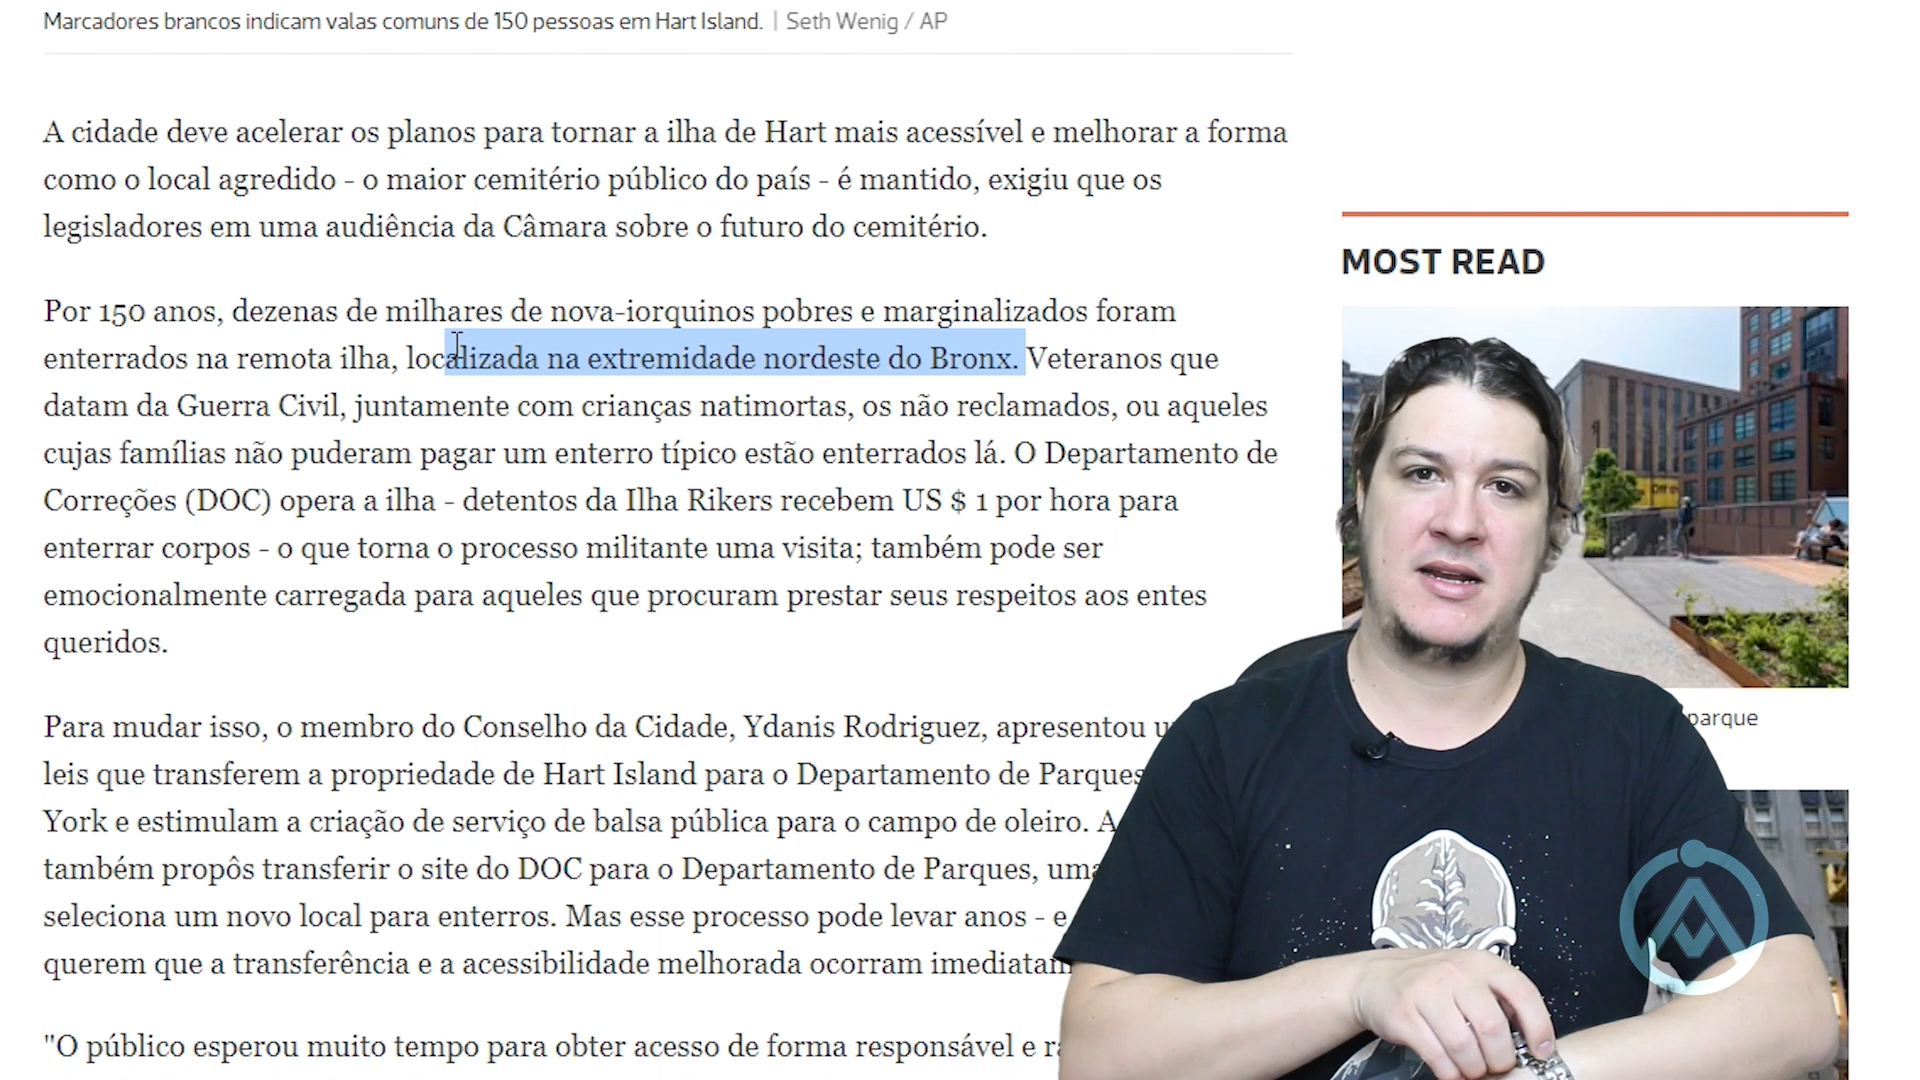 Marcadores brancos indicam valas comuns de 150 pessoas em Hart Island. | Seth Wenig / AP
A cidade deve acelerar os planos para tornar a ilha de Hart mais acessível e melhorar a forma
como o local agredido - o maior cemitério público do país - é mantido, exigiu que os
legisladores em uma audiência da Câmara sobre o futuro do cemitério.
Por 150 anos, dezenas de milhares de nova-iorquinos pobres e marginalizados foram
enterrados na remota ilha, localizada na extremidade nordeste do Bronx. Veteranos que
datam da Guerra Civil, juntamente com crianças natimortas, os não reclamados, ou aqueles
cujas famílias não puderam pagar um enterro típico estão enterrados lá. O Departamento de
Correções (DOC) opera a ilha - detentos da Ilha Rikers recebem US $ 1 por hora para
enterrar corpos - o que torna o processo militante uma visita; também pode ser
emocionalmente carregada para aqueles que procuram prestar seus respeitos aos entes
queridos.
Para mudar isso, o membro do Conselho da Cidade, Ydanis Rodriguez, apresentou
leis que transferem a propriedade de Hart Island para o Departamento de Parques
York e estimulam a criação de serviço de balsa pública para o campo de oleiro. A
também propôs transferir o site do DOC para o Departamento de Parques,
seleciona um novo local para enterros. Mas esse processo pode levar anos - e
querem que a transferência e a acessibilidade melhorada ocorram
"O público esperou muito tempo para obter acesso de forma responsável e
MOST READ
parque